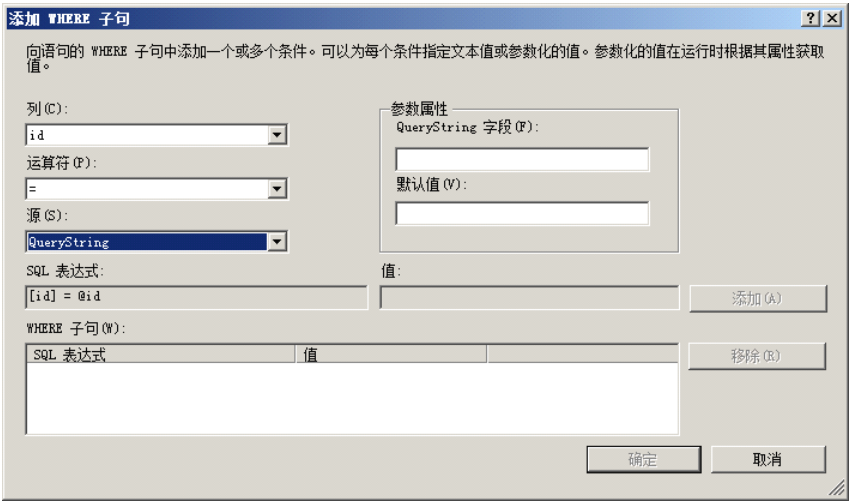 添加 WHERE 子句
向语句的 WHERE 子句中添加一个或多个条件。可以为每个条件指定文本值或参数化的值。参数化的值在运行时根据其属性获取
值。
列(C):
id
运算符(P):
=
源(S):
QueryString
参数属性
QueryString 字段(F):
默认值(V):
SQL 表达式:
[id] = @id
值:
添加(A)
WHERE 子句(W):
SQL 表达式
值
移除(R)
确定
取消